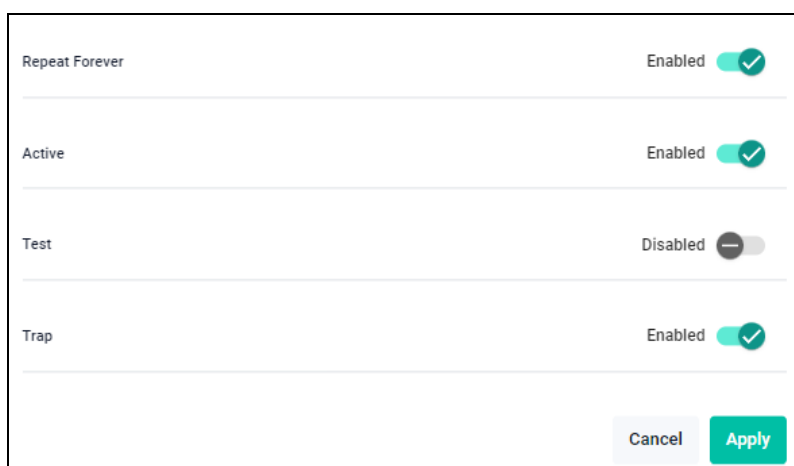 Repeat Forever Enabled
Active Enabled
Test Disabled
Trap Enabled
Cancel Apply